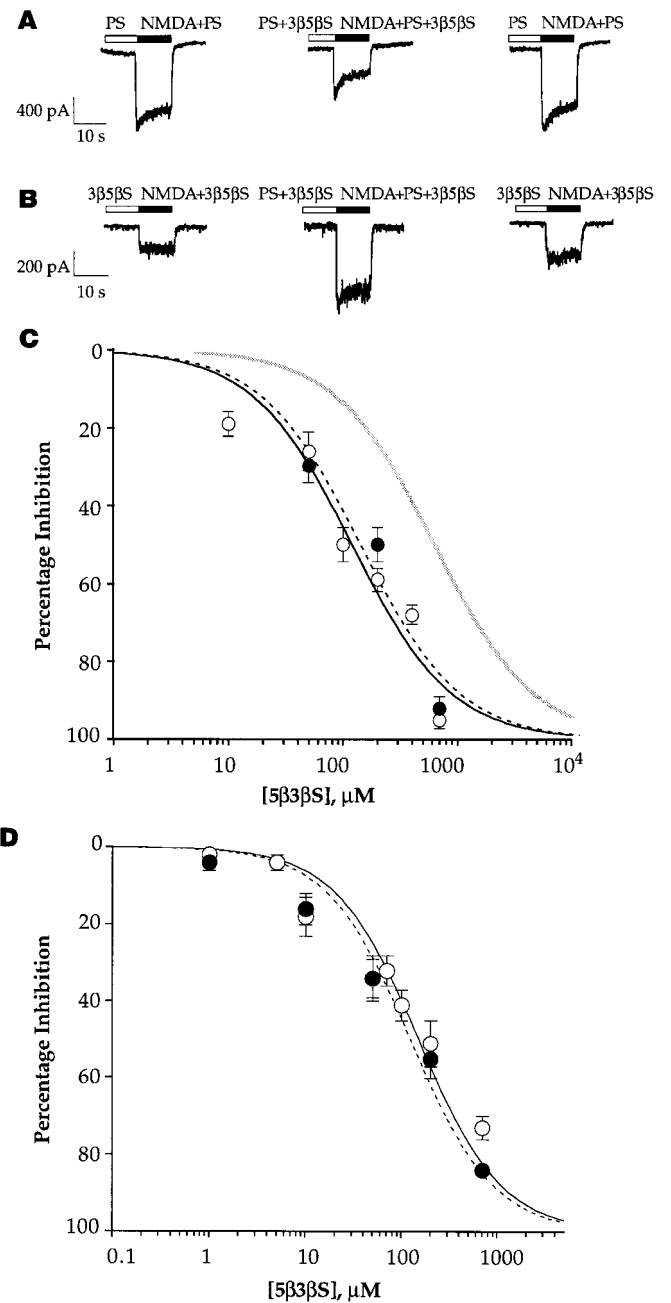 A
PS NMDA+PS
PS+3β5βS NMDA+PS+3β5βS
PS NMDA+PS
400 pA
10 s
B
3β5βS NMDA+3β5βS
PS+3β5βS NMDA+PS+3β5βS
3β5βS NMDA+3β5βS
200 pA
10 s
C
Percentage Inhibition
0
20
40
60
80
100
1 10 100 1000 10⁴
[5β3βS], μM
D
Percentage Inhibition
0
20
40
60
80
100
0.1 1 10 100 1000
[5β3βS], μM